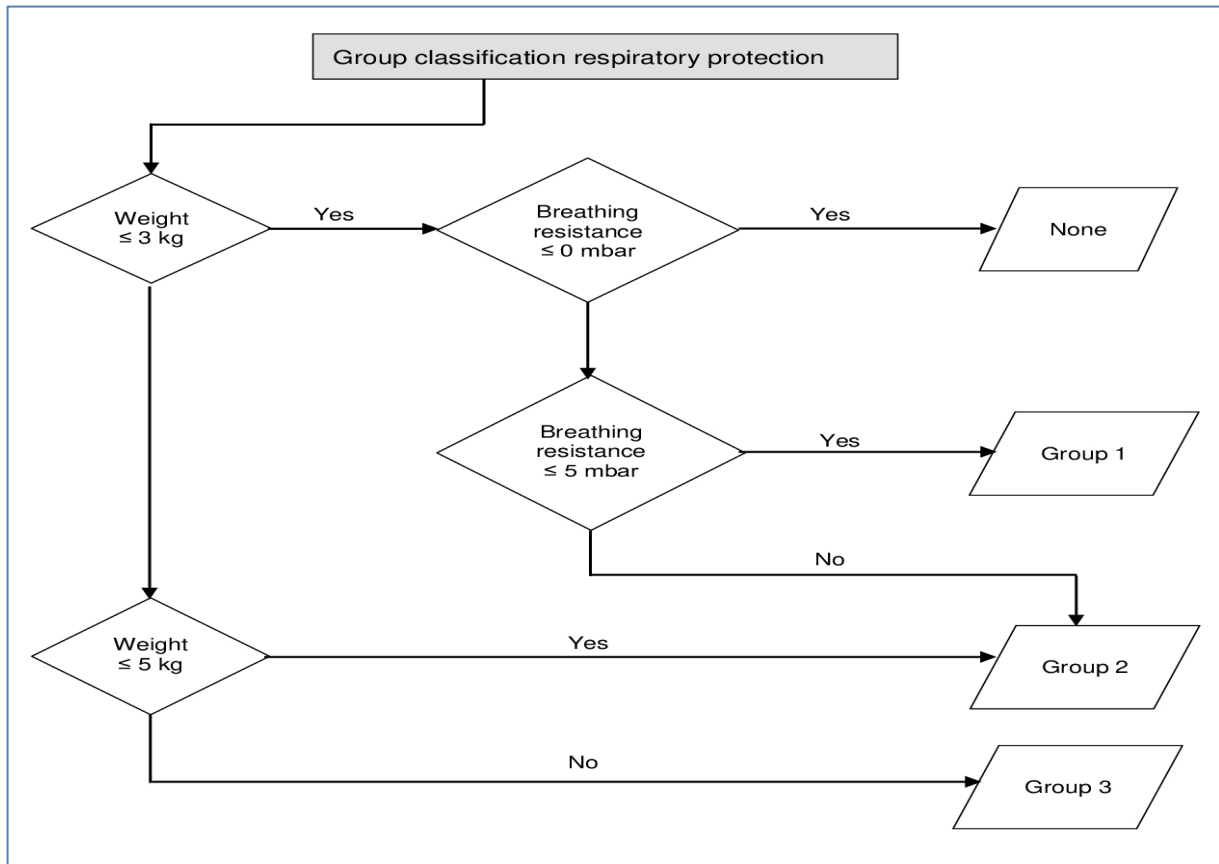 Group classification respiratory protection
Weight
≤ 3 kg
Yes
Breathing
resistance
≤ 0 mbar
Yes
None
Breathing
resistance
≤ 5 mbar
Yes
Group 1
No
Weight
≤ 5 kg
Yes
Group 2
No
Group 3